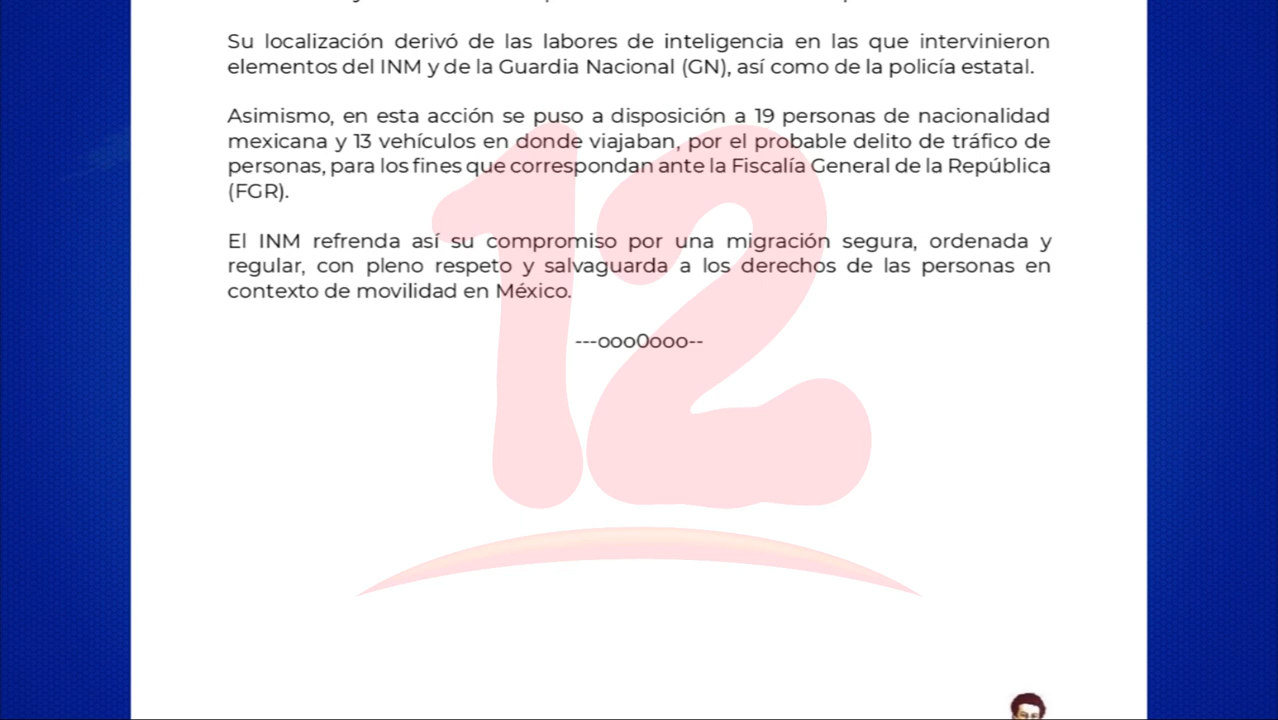 Su localización derivó de las labores de inteligencia en las que intervinieron
elementos del INM y de la Guardia Nacional (GN), así como de la policía estatal.
Asimismo, en esta acción se puso a disposición a 19 personas de nacionalidad
mexicana y 13 vehículos en donde viajaban, por el probable delito de tráfico de
personas, para los fines que correspondan ante la Fiscalía General de la República
(FGR).
El INM refrenda así su compromiso por una migración segura, ordenada y
regular, con pleno respeto y salvaguarda a los derechos de las personas en
contexto de movilidad en México.
---ooo0ooo--
12